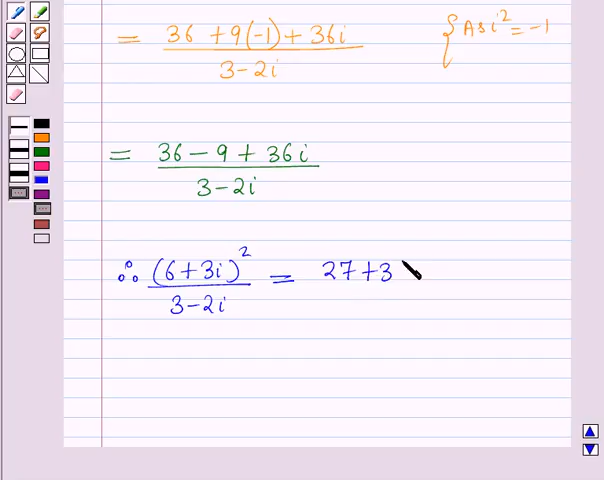 = (36 + 9(-1) + 36i)/(3-2i) {As i² = -1
= (36 - 9 + 36i)/(3-2i)
∴ (6+3i)²/(3-2i) = 27+3